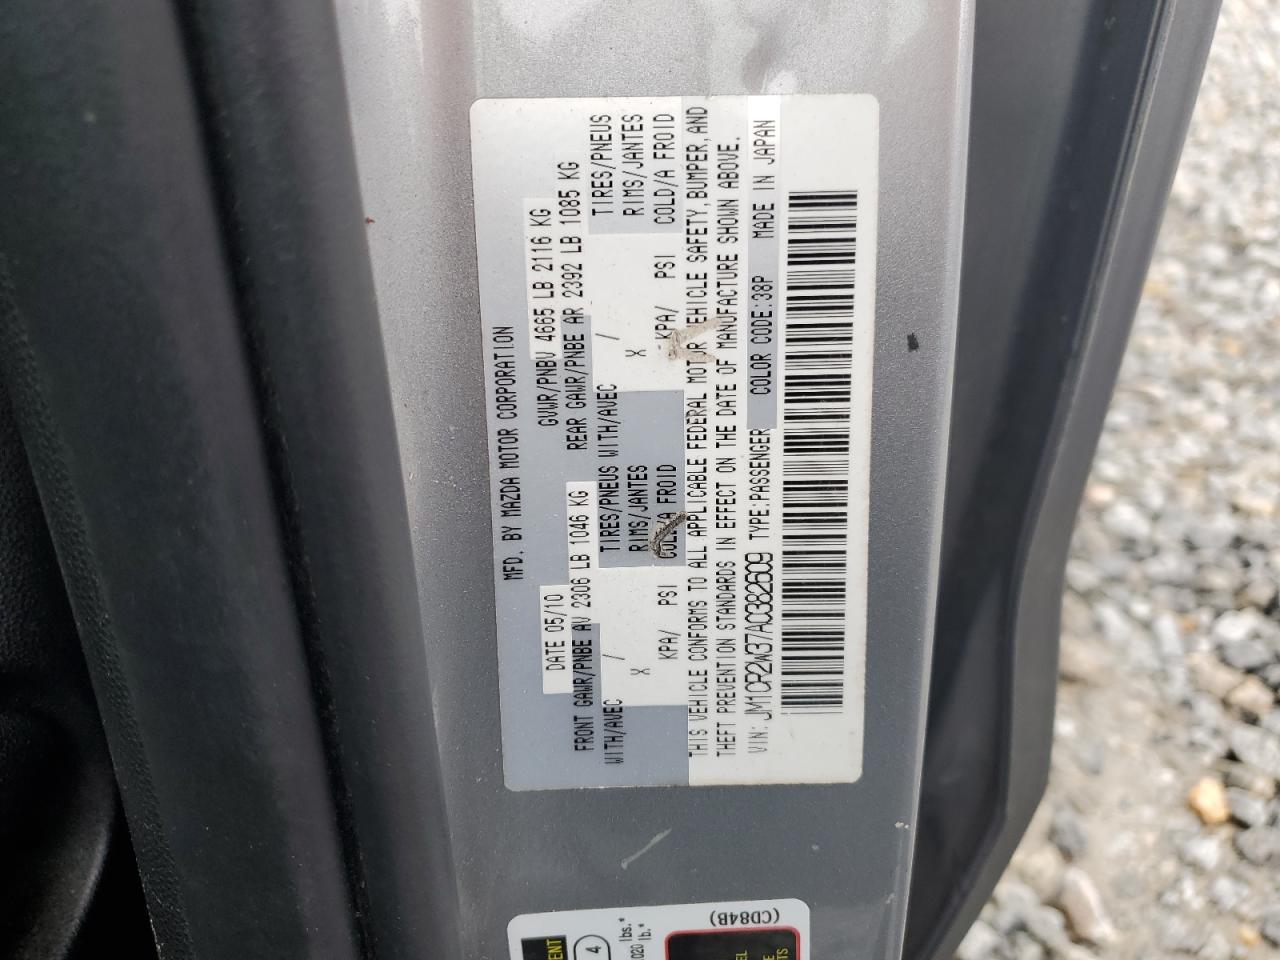 MFD. BY MAZDA MOTOR CORPORATION
DATE 05/10 GVWR/PNBV 4665 LB 2116 KG
FRONT GAWR/PNBE AV 2306 LB 1046 KG REAR GAWR/PNBE AR 2392 LB 1085 KG
WITH/AVEC / TIRES/PNEUS WITH/AVEC / TIRES/PNEUS
X RIMS/JANTES X RIMS/JANTES
KPA/ PSI COLD/A FROID KPA/ PSI COLD/A FROID
THIS VEHICLE CONFORMS TO ALL APPLICABLE FEDERAL MOTOR VEHICLE SAFETY, BUMPER, AND
THEFT PREVENTION STANDARDS IN EFFECT ON THE DATE OF MANUFACTURE SHOWN ABOVE.
VIN: JM1CR2W37A0382609 TYPE:PASSENGER COLOR CODE:38P MADE IN JAPAN
(CD84B)
4
lbs.*
lb.*